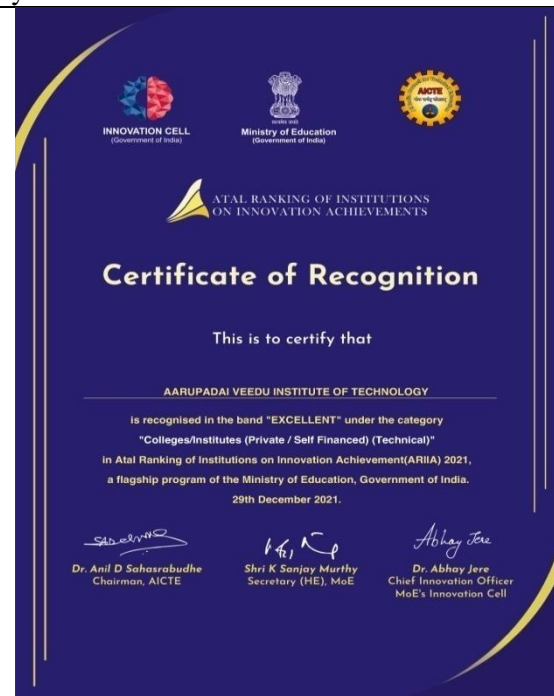 INNOVATION CELL
(Government of India)
Ministry of Education
(Government of India)
AICTE
ATAL RANKING OF INSTITUTIONS
ON INNOVATION ACHIEVEMENTS
Certificate of Recognition
This is to certify that
AARUPADAI VEEDU INSTITUTE OF TECHNOLOGY
is recognised in the band "EXCELLENT" under the category
"Colleges/Institutes (Private / Self Financed) (Technical)"
in Atal Ranking of Institutions on Innovation Achievement(ARIIA) 2021,
a flagship program of the Ministry of Education, Government of India.
29th December 2021.
Abhay Jere
Dr. Anil D Sahasrabudhe
Chairman, AICTE
Shri K Sanjay Murthy
Secretary (HE), MoE
Dr. Abhay Jere
Chief Innovation Officer
MoE's Innovation Cell